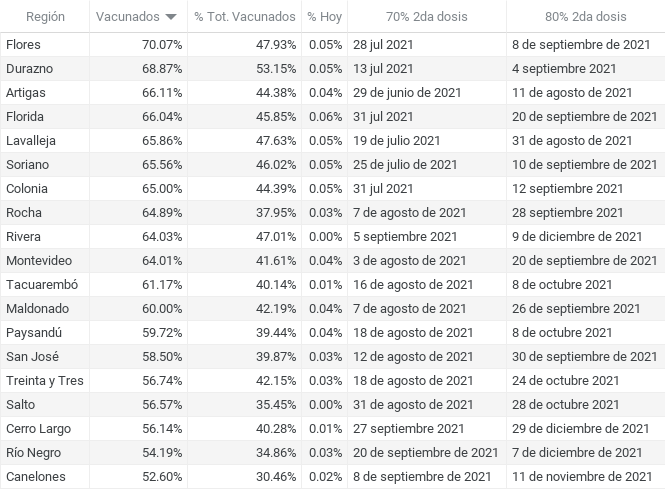 Región Vacunados % Tot. Vacunados % Hoy 70% 2da dosis 80% 2da dosis
Flores 70.07% 47.93% 0.05% 28 jul 2021 8 de septiembre de 2021
Durazno 68.87% 53.15% 0.05% 13 jul 2021 4 septiembre 2021
Artigas 66.11% 44.38% 0.04% 29 de junio de 2021 11 de agosto de 2021
Florida 66.04% 45.85% 0.06% 31 jul 2021 20 de septiembre de 2021
Lavalleja 65.86% 47.63% 0.05% 19 de julio 2021 31 de agosto de 2021
Soriano 65.56% 46.02% 0.05% 25 de julio de 2021 10 de septiembre de 2021
Colonia 65.00% 44.39% 0.05% 31 jul 2021 12 septiembre 2021
Rocha 64.89% 37.95% 0.03% 7 de agosto de 2021 28 septiembre 2021
Rivera 64.03% 47.01% 0.00% 5 septiembre 2021 9 de diciembre de 2021
Montevideo 64.01% 41.61% 0.04% 3 de agosto de 2021 20 de septiembre de 2021
Tacuarembó 61.17% 40.14% 0.01% 16 de agosto de 2021 8 de octubre 2021
Maldonado 60.00% 42.19% 0.04% 7 de agosto de 2021 26 de septiembre 2021
Paysandú 59.72% 39.44% 0.04% 18 de agosto de 2021 8 de octubre 2021
San José 58.50% 39.87% 0.03% 12 de agosto de 2021 30 de septiembre de 2021
Treinta y Tres 56.74% 42.15% 0.03% 18 de agosto de 2021 24 de octubre 2021
Salto 56.57% 35.45% 0.00% 31 de agosto de 2021 28 de octubre 2021
Cerro Largo 56.14% 40.28% 0.01% 27 septiembre 2021 29 de diciembre de 2021
Río Negro 54.19% 34.86% 0.03% 20 de septiembre de 2021 7 de diciembre de 2021
Canelones 52.60% 30.46% 0.02% 8 de septiembre de 2021 11 de noviembre de 2021